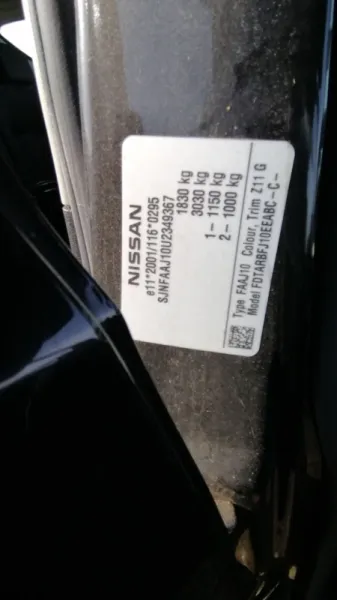 NISSAN
e11*2001/116*0295
SJNFAAJ10U2349367
1830 kg
3030 kg
1- 1150 kg
2- 1000 kg
Type FAAJ10 Colour, Trim Z11 G
Model FDTARBFJ10EEABC-C-